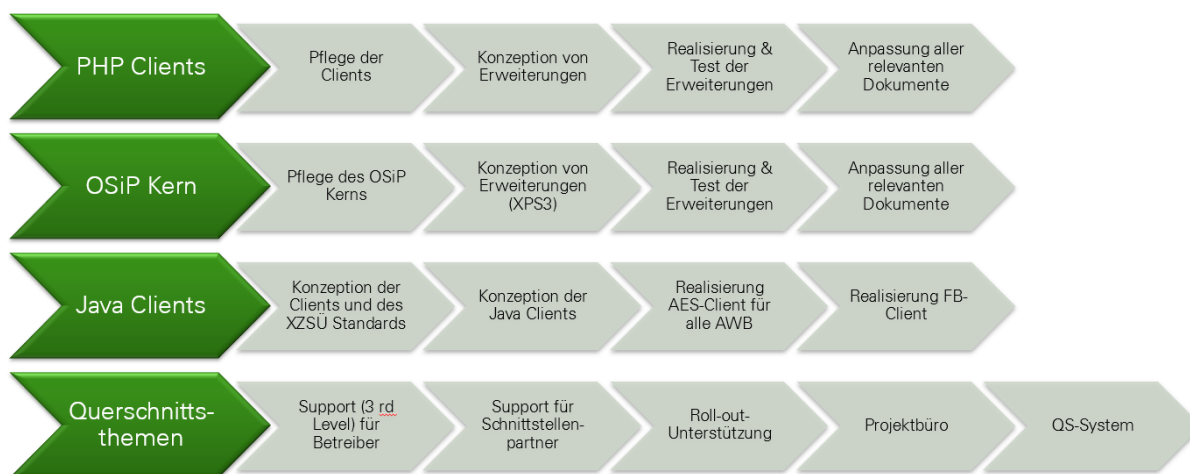 PHP Clients
Pflege der
Clients
Konzeption von
Erweiterungen
Realisierung &
Test der
Erweiterungen
Anpassung aller
relevanten
Dokumente
OSiP Kern
Pflege des OSiP
Kerns
Konzeption von
Erweiterungen
(XPS3)
Realisierung &
Test der
Erweiterungen
Anpassung aller
relevanten
Dokumente
Java Clients
Konzeption der
Clients und des
XZSÜ Standards
Konzeption der
Java Clients
Realisierung
AES-Client für
alle AWB
Realisierung FB-
Client
Querschnitts-
themen
Support (3 rd
Level) für
Betreiber
Support für
Schnittstellen-
partner
Roll-out-
Unterstützung
Projektbüro
QS-System